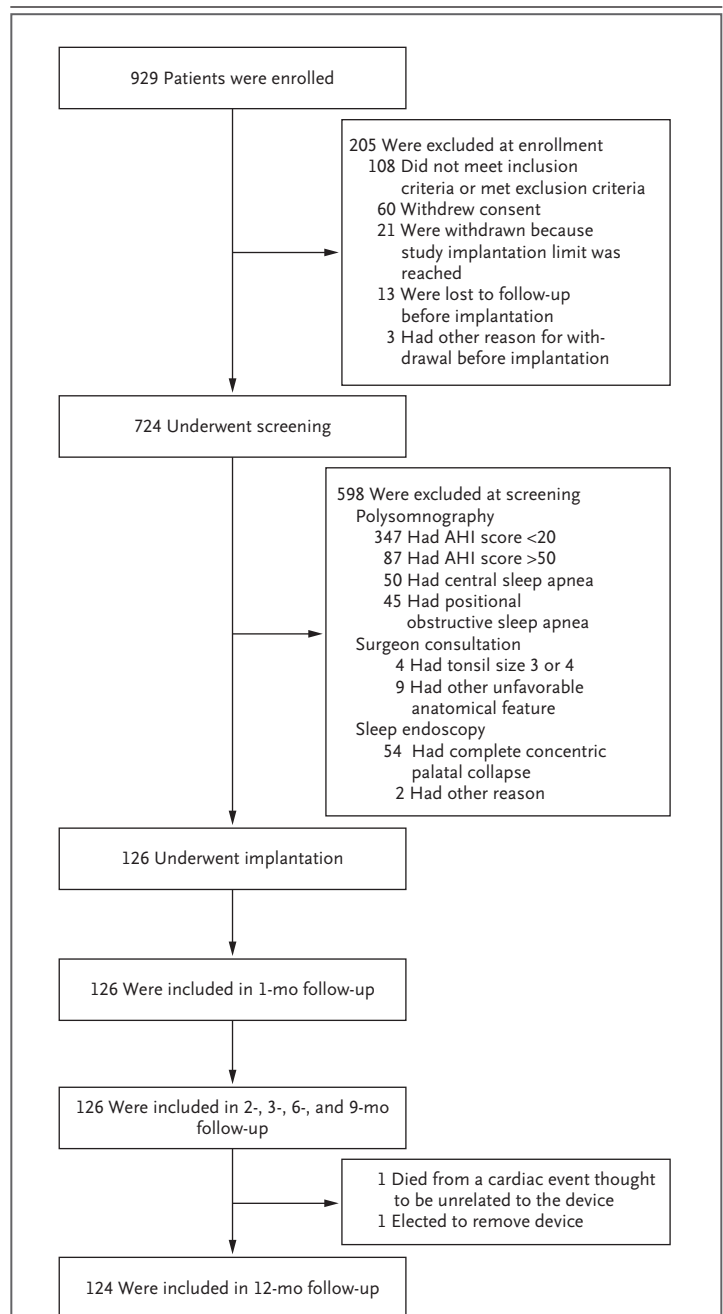 929 Patients were enrolled
205 Were excluded at enrollment
108 Did not meet inclusion
criteria or met exclusion criteria
60 Withdrew consent
21 Were withdrawn because
study implantation limit was
reached
13 Were lost to follow-up
before implantation
3 Had other reason for with-
drawal before implantation
724 Underwent screening
598 Were excluded at screening
Polysomnography
347 Had AHI score <20
87 Had AHI score >50
50 Had central sleep apnea
45 Had positional
obstructive sleep apnea
Surgeon consultation
4 Had tonsil size 3 or 4
9 Had other unfavorable
anatomical feature
Sleep endoscopy
54 Had complete concentric
palatal collapse
2 Had other reason
126 Underwent implantation
126 Were included in 1-mo follow-up
126 Were included in 2-, 3-, 6-, and 9-mo
follow-up
1 Died from a cardiac event thought
to be unrelated to the device
1 Elected to remove device
124 Were included in 12-mo follow-up